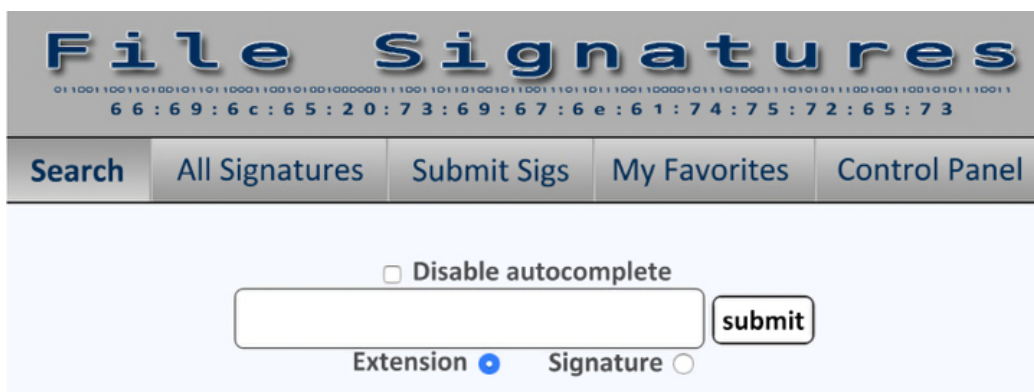 File Signatures
66:69:6c:65:20:73:69:67:6e:61:74:75:72:65:73
Search All Signatures Submit Sigs My Favorites Control Panel
Disable autocomplete
submit
Extension Signature